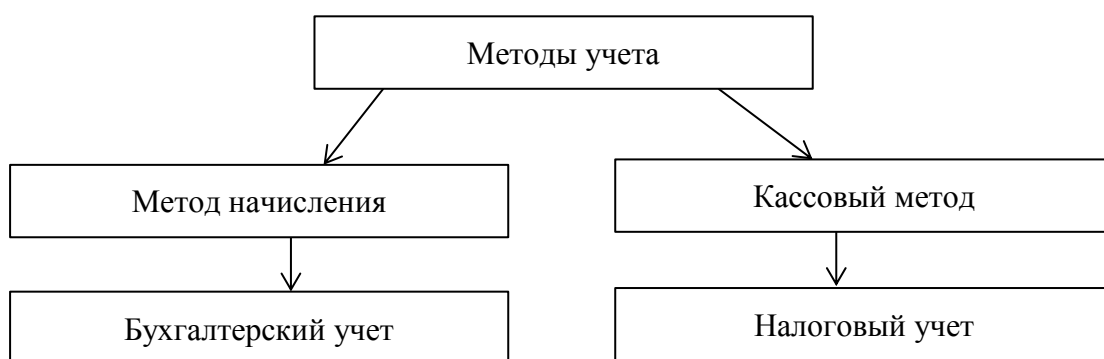 Методы учета
Метод начисления
Кассовый метод
Бухгалтерский учет
Налоговый учет